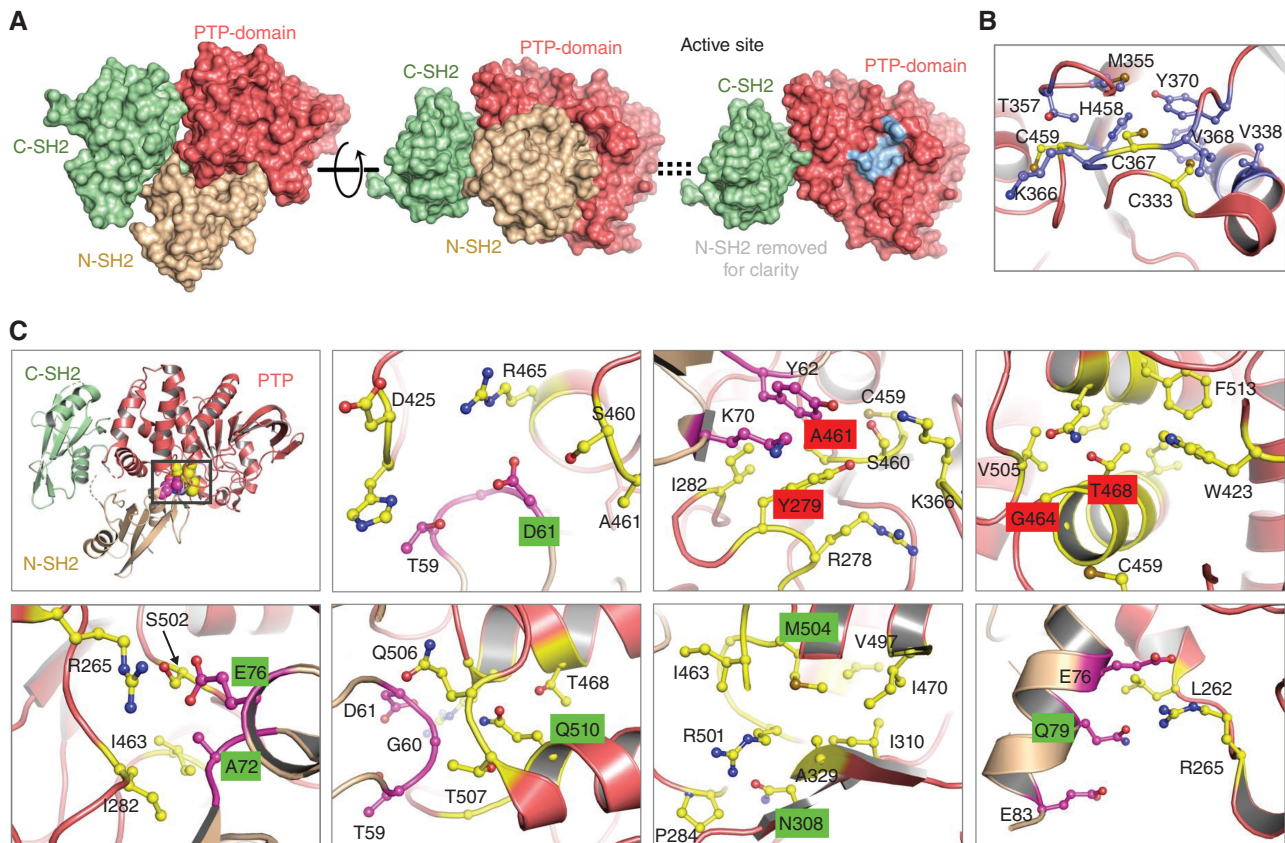 A
PTP-domain
C-SH2
N-SH2
C-SH2
PTP-domain
N-SH2
Active site
C-SH2
PTP-domain
N-SH2 removed
for clarity
B
M355
Y370
T357
H458
C459
V368
V338
C367
K366
C333
C
C-SH2
PTP
N-SH2
R465
D425
S460
D61
A461
T59
Y62
C459
K70
A461
S460
I282
Y279
K366
R278
F513
V505
T468
W423
G464
C459
S502
R265
E76
I463
A72
I282
Q506
T468
D61
G60
Q510
T507
T59
M504
V497
I463
I470
R501
I310
A329
P284
N308
E76
L262
Q79
R265
E83